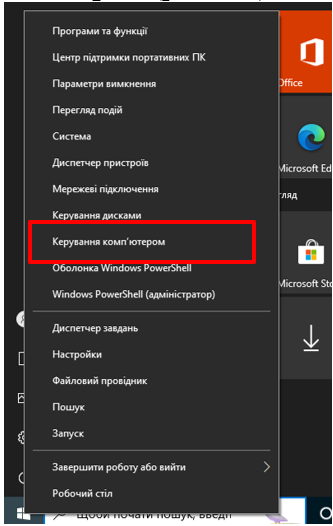 Програми та функції
Центр підтримки портативних ПК
Параметри вимкнення
Перегляд подій
Система
Диспетчер пристроїв
Мережеві підключення
Керування дисками
Керування комп'ютером
Оболонка Windows PowerShell
Windows PowerShell (адміністратор)
Диспетчер завдань
Настройки
Файловий провідник
Пошук
Запуск
Завершити роботу або вийти
Робочий стіл
Office
Microsoft Ed
гляд
Microsoft Sto
щоби почати пошук, введіт